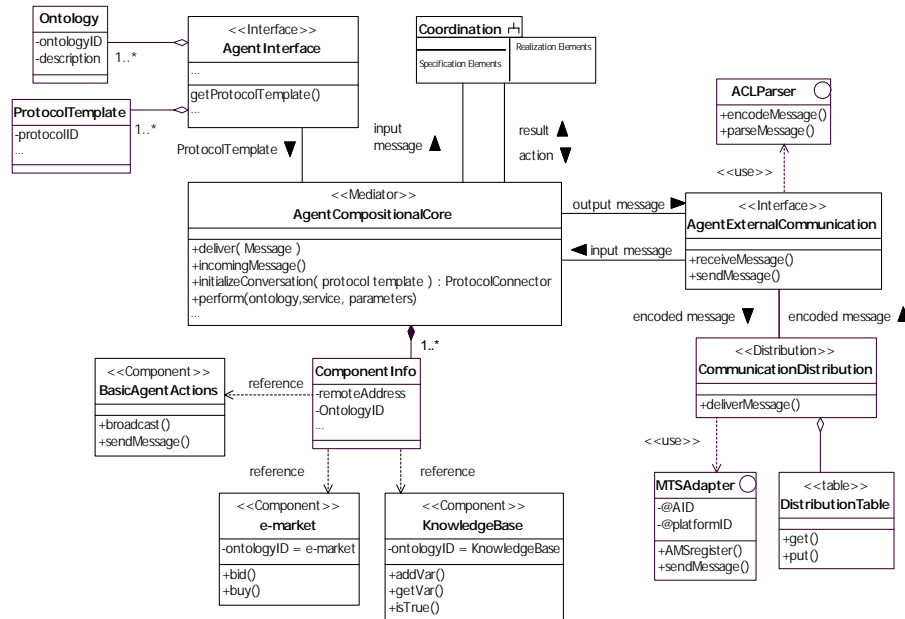 Ontology
-ontologyID
-description
1..*
<<Interface>>
AgentInterface
...
getProtocolTemplate()
...
ProtocolTemplate
-protocolID
...
1..*
Coordination
Specification Elements
Realization Elements
ACLParser
+encodeMessage()
+parseMessage()
ProtocolTemplate
input
message
result
action
<<use>>
<<Mediator>>
AgentCompositionalCore
+deliver( Message )
+incomingMessage()
+initializeConversation( protocol template ) : ProtocolConnector
+perform(ontology,service, parameters)
...
output message
input message
<<Interface>>
AgentExternalCommunication
+receiveMessage()
+sendMessage()
encoded message
encoded message
1..*
<<Component>>
BasicAgentActions
+broadcast()
+sendMessage()
reference
ComponentInfo
-remoteAddress
-OntologyID
...
<<Distribution>>
CommunicationDistribution
+deliverMessage()
<<use>>
reference
reference
<<Component>>
e-market
-ontologyID = e-market
+bid()
+buy()
<<Component>>
KnowledgeBase
-ontologyID = KnowledgeBase
+addVar()
+getVar()
+isTrue()
MTSAdapter
-@AID
-@platformID
+AMSregister()
+sendMessage()
<<table>>
DistributionTable
+get()
+put()